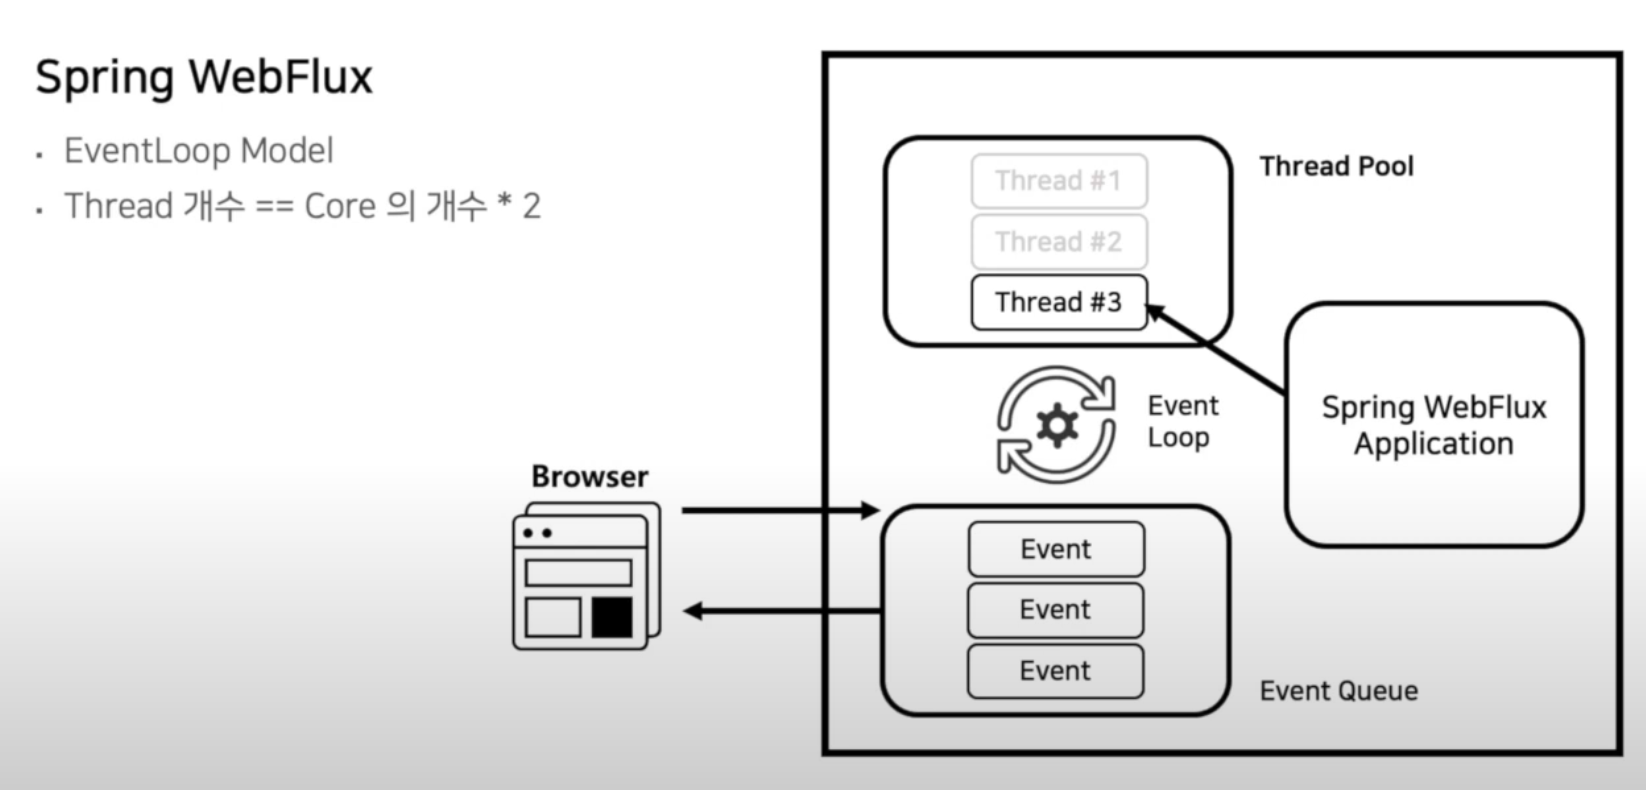 Spring WebFlux
· EventLoop Model
· Thread 개수 == Core 의 개수 * 2
Thread Pool
Thread #1
Thread #2
Thread #3
Event
Loop
Spring WebFlux
Application
Browser
Event
Event
Event
Event Queue